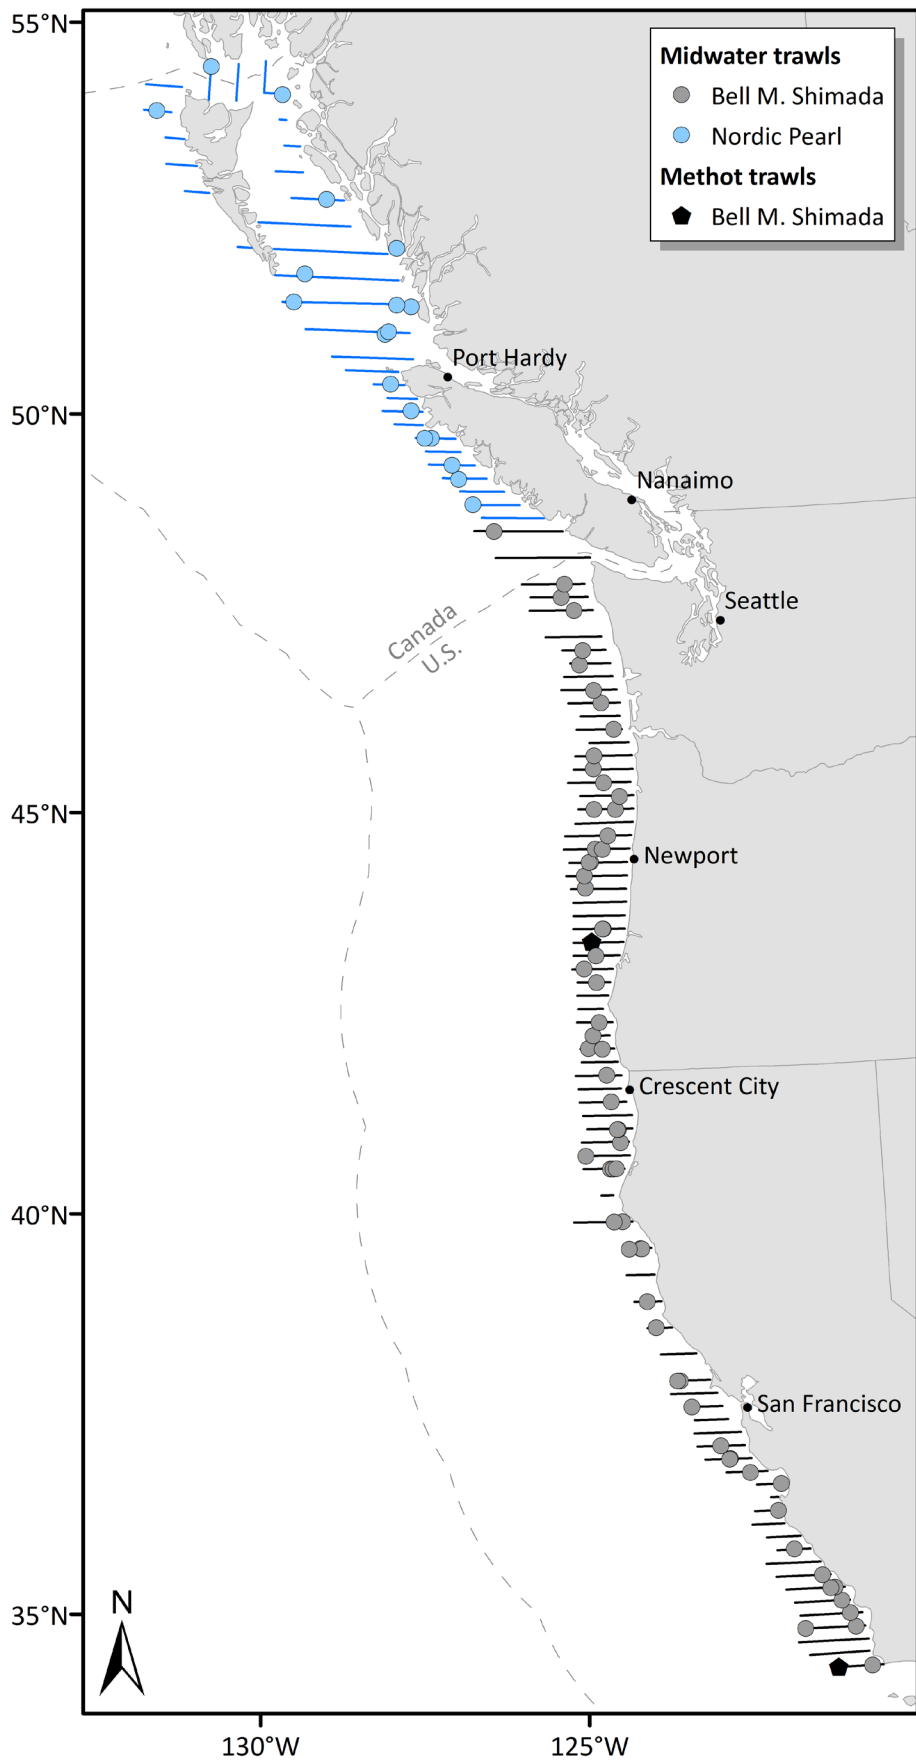 55°N
Midwater trawls
Bell M. Shimada
Nordic Pearl
Methot trawls
Bell M. Shimada
Port Hardy
50°N
Nanaimo
Seattle
Canada
U.S.
45°N
Newport
Crescent City
40°N
San Francisco
N
35°N
130°W
125°W